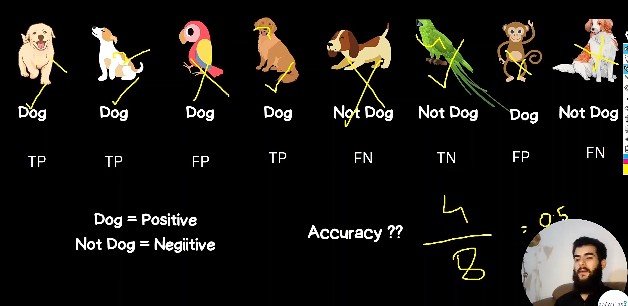 Dog Dog Dog Dog Not Dog Not Dog Dog Not Dog
TP TP FP TP FN TN FP FN
Dog = Positive
Not Dog = Negiitive
Accuracy ??
4
8
= 0.5